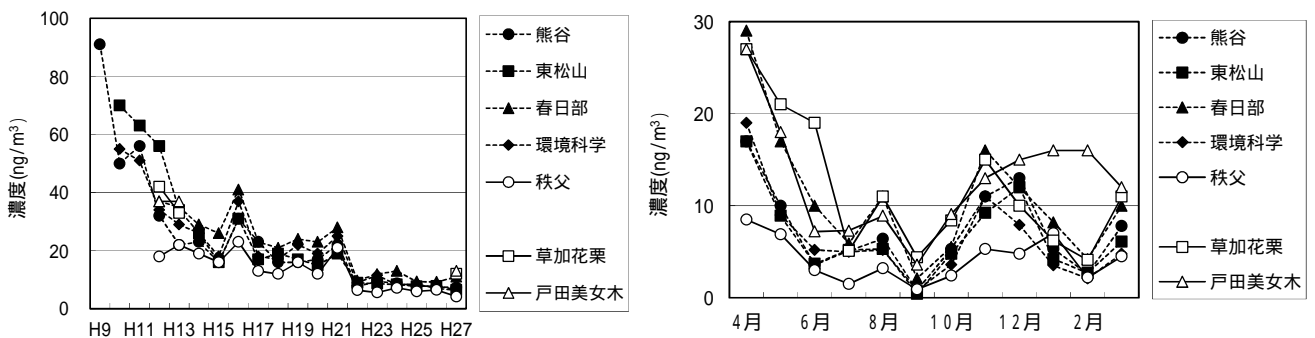 100
80
60
40
20
0
濃度(ng/m³)
H9 H11 H13 H15 H17 H19 H21 H23 H25 H27
熊谷
東松山
春日部
環境科学
秩父
草加花栗
戸田美女木
30
20
10
0
濃度(ng/m³)
4月 6月 8月 10月 12月 2月
熊谷
東松山
春日部
環境科学
秩父
草加花栗
戸田美女木